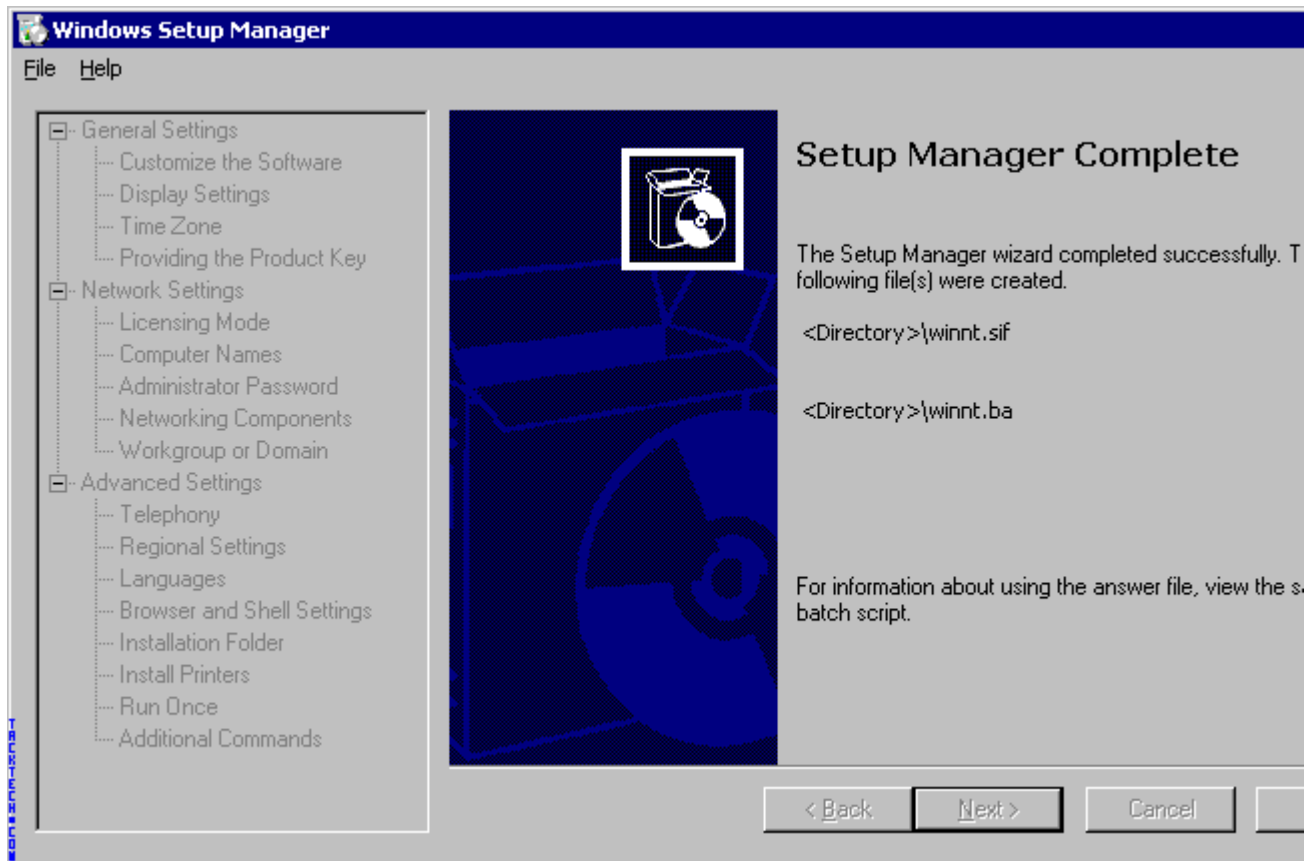 Windows Setup Manager
File Help
General Settings
Customize the Software
Display Settings
Time Zone
Providing the Product Key
Network Settings
Licensing Mode
Computer Names
Administrator Password
Networking Components
Workgroup or Domain
Advanced Settings
Telephony
Regional Settings
Languages
Browser and Shell Settings
Installation Folder
Install Printers
Run Once
Additional Commands
Setup Manager Complete
The Setup Manager wizard completed successfully. T
following file(s) were created.
<Directory>\winnt.sif
<Directory>\winnt.ba
For information about using the answer file, view the sa
batch script.
< Back Next > Cancel
TACKTECH.COM